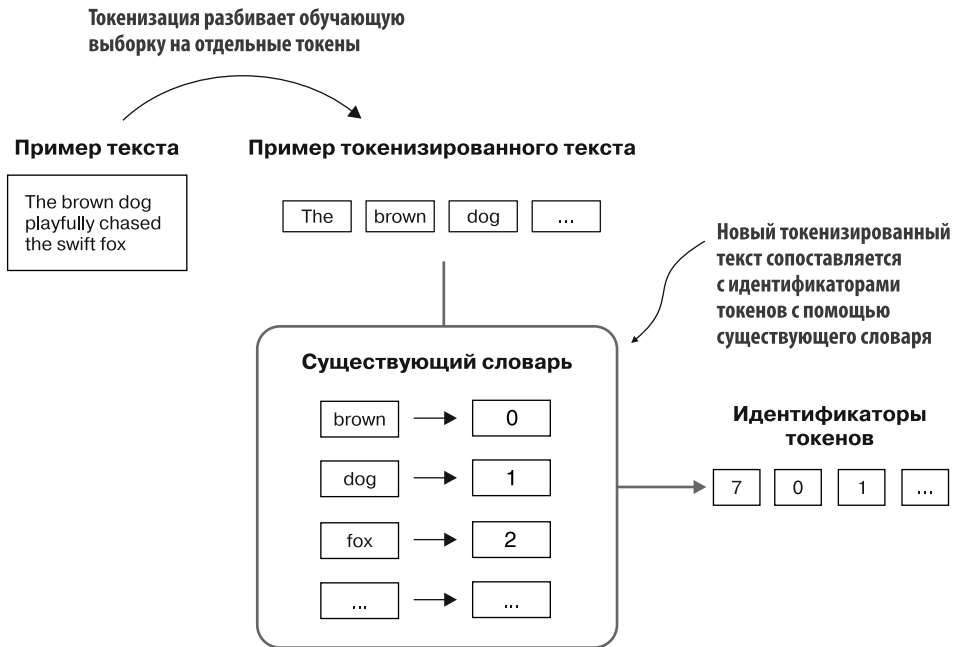 Токенизация разбивает обучающую
выборку на отдельные токены
Пример текста
Пример токенизированного текста
The brown dog
playfully chased
the swift fox
The brown dog ...
Новый токенизированный
текст сопоставляется
с идентификаторами
токенов с помощью
существующего словаря
Существующий словарь
brown 0
dog 1
fox 2
... ...
Идентификаторы
токенов
7 0 1 ...